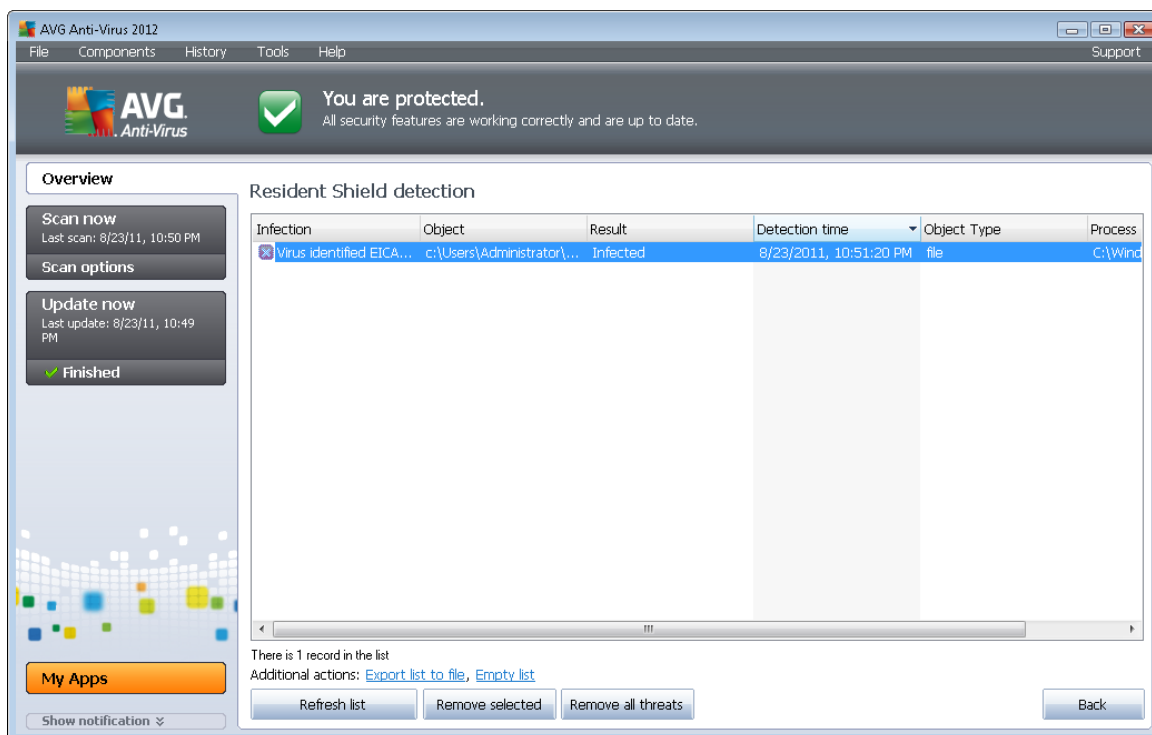 AVG Anti-Virus 2012
File Components History Tools Help Support
AVG.
Anti-Virus
You are protected.
All security features are working correctly and are up to date.
Overview
Scan now
Last scan: 8/23/11, 10:50 PM
Scan options
Update now
Last update: 8/23/11, 10:49
PM
Finished
My Apps
Show notification
Resident Shield detection
Infection Object Result Detection time Object Type Process
Virus identified EICA... c:\Users\Administrator\... Infected 8/23/2011, 10:51:20 PM file C:\Wind
There is 1 record in the list
Additional actions: Export list to file, Empty list
Refresh list Remove selected Remove all threats Back